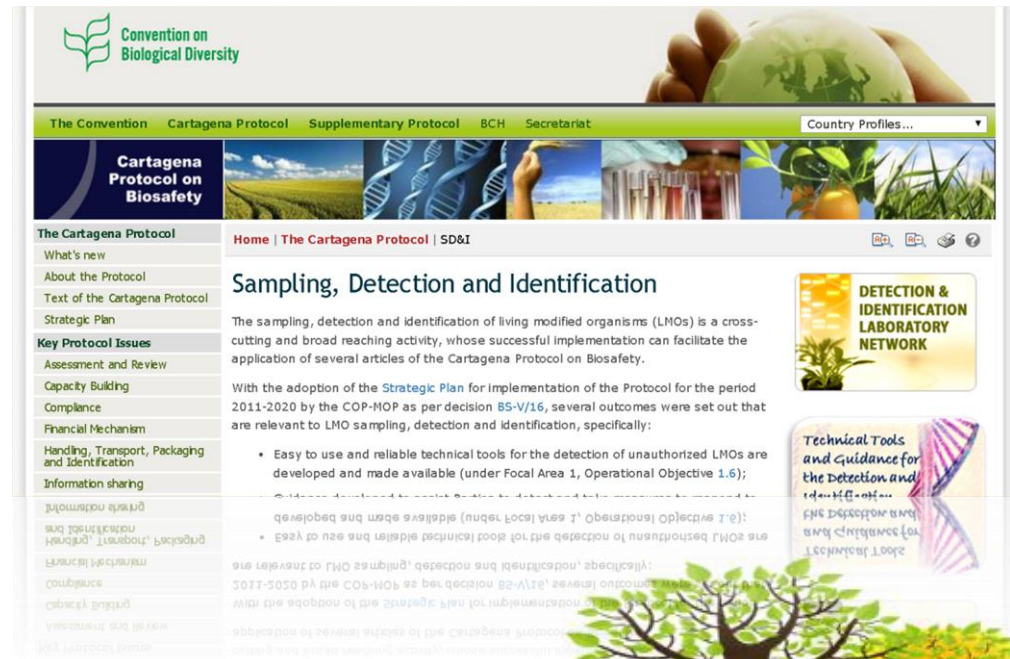 Convention on
Biological Diversity
The Convention Cartagena Protocol Supplementary Protocol BCH Secretariat Country Profiles...
Cartagena
Protocol on
Biosafety
The Cartagena Protocol
What's new
About the Protocol
Text of the Cartagena Protocol
Strategic Plan
Key Protocol Issues
Assessment and Review
Capacity Building
Compliance
Financial Mechanism
Handling, Transport, Packaging
and Identification
Information sharing
Home | The Cartagena Protocol | SD&I
Sampling, Detection and Identification
The sampling, detection and identification of living modified organisms (LMOs) is a cross-
cutting and broad reaching activity, whose successful implementation can facilitate the
application of several articles of the Cartagena Protocol on Biosafety.
With the adoption of the Strategic Plan for implementation of the Protocol for the period
2011-2020 by the COP-MOP as per decision BS-V/16, several outcomes were set out that
are relevant to LMO sampling, detection and identification, specifically:
• Easy to use and reliable technical tools for the detection of unauthorized LMOs are
developed and made available (under Focal Area 1, Operational Objective 1.6);
DETECTION &
IDENTIFICATION
LABORATORY
NETWORK
Technical Tools
and Guidance for
the Detection and